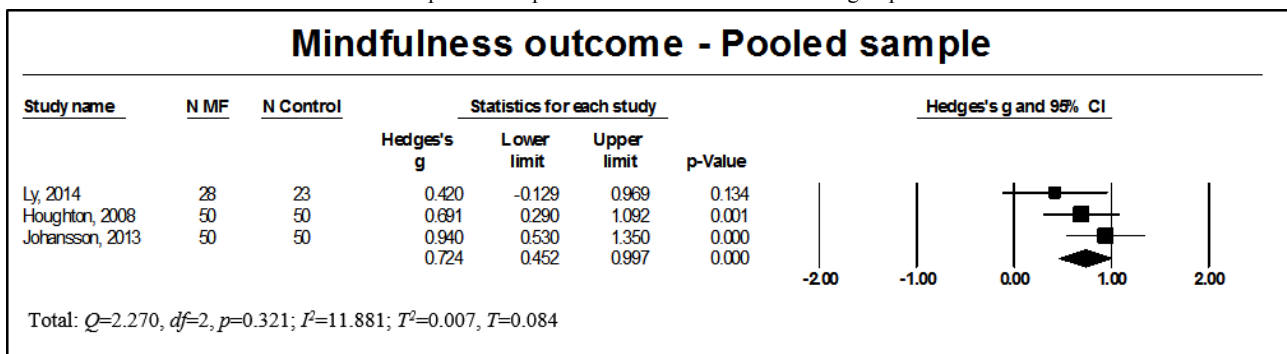 Mindfulness outcome - Pooled sample
Study name N MF N Control Statistics for each study Hedges's g and 95% CI
Hedges's g Lower limit Upper limit p-Value
Ly, 2014 28 23 0.420 -0.129 0.969 0.134
Houghton, 2008 50 50 0.691 0.290 1.092 0.001
Johansson, 2013 50 50 0.940 0.530 1.350 0.000
0.724 0.452 0.997 0.000
-2.00 -1.00 0.00 1.00 2.00
Total: Q=2.270, df=2, p=0.321; I²=11.881; T²=0.007, T=0.084